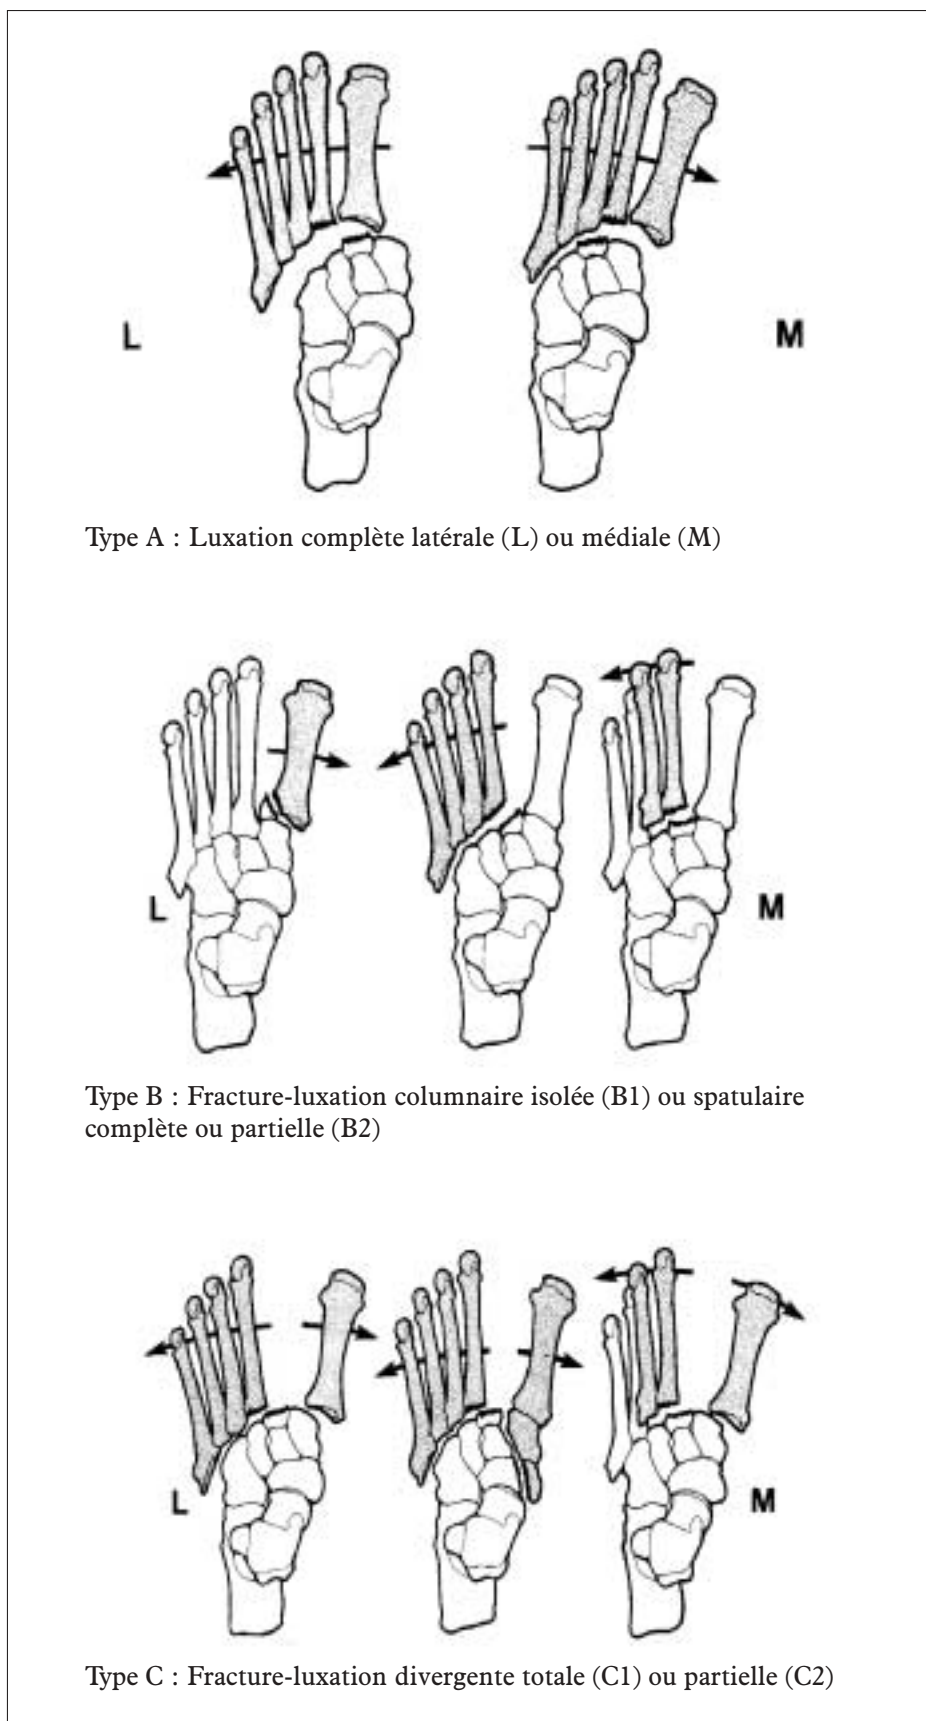 L M
Type A : Luxation complète latérale (L) ou médiale (M)
L M
Type B : Fracture-luxation columnaire isolée (B1) ou spatulaire
complète ou partielle (B2)
L M
Type C : Fracture-luxation divergente totale (C1) ou partielle (C2)